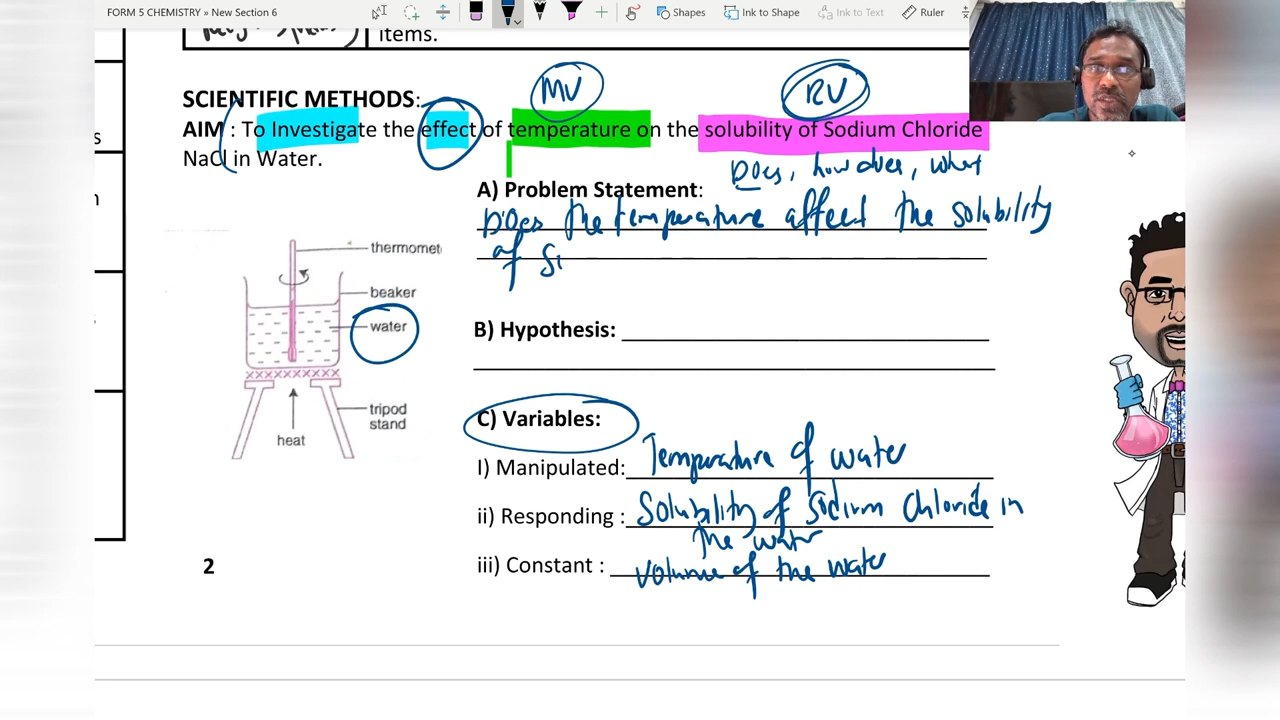 FORM 5 CHEMISTRY » New Section 6
Shapes
Ink to Shape
Ink to Text
Ruler
items.
MV
RV
SCIENTIFIC METHODS:
AIM : To Investigate the effect of temperature on the solubility of Sodium Chloride
NaCl in Water.
Does, how does, what
A) Problem Statement:
Does the temperature affect the solubility
of
thermomet
beaker
water
tripod
stand
heat
B) Hypothesis:
C) Variables:
I) Manipulated: Temperature of water
ii) Responding : Solubility of Sodium Chloride in
the water
iii) Constant : Volume of the water
2